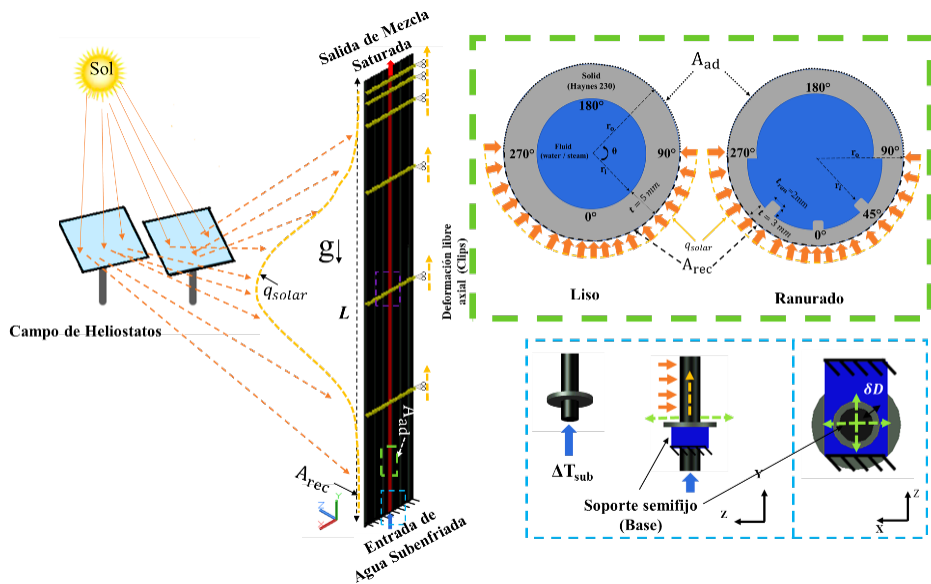 Sol
Campo de Heliostatos
q_solar
Salida de Mezcla
Saturada
g
L
A_ad
A_rec
Z
Y
X
Entrada de
Agua Subenfriada
Deformación libre
axial (Clips)
A_ad
Solid
(Haynes 230)
180°
r_o
Fluid
(water / steam)
θ
270°
90°
r_i
t = 5 mm
0°
Liso
q_solar
A_rec
180°
r_o
270°
90°
r_i
t_ran=2mm
t = 3 mm
45°
0°
Ranurado
ΔT_sub
Soporte semifijo
(Base)
Y
Z
δD
Z
X